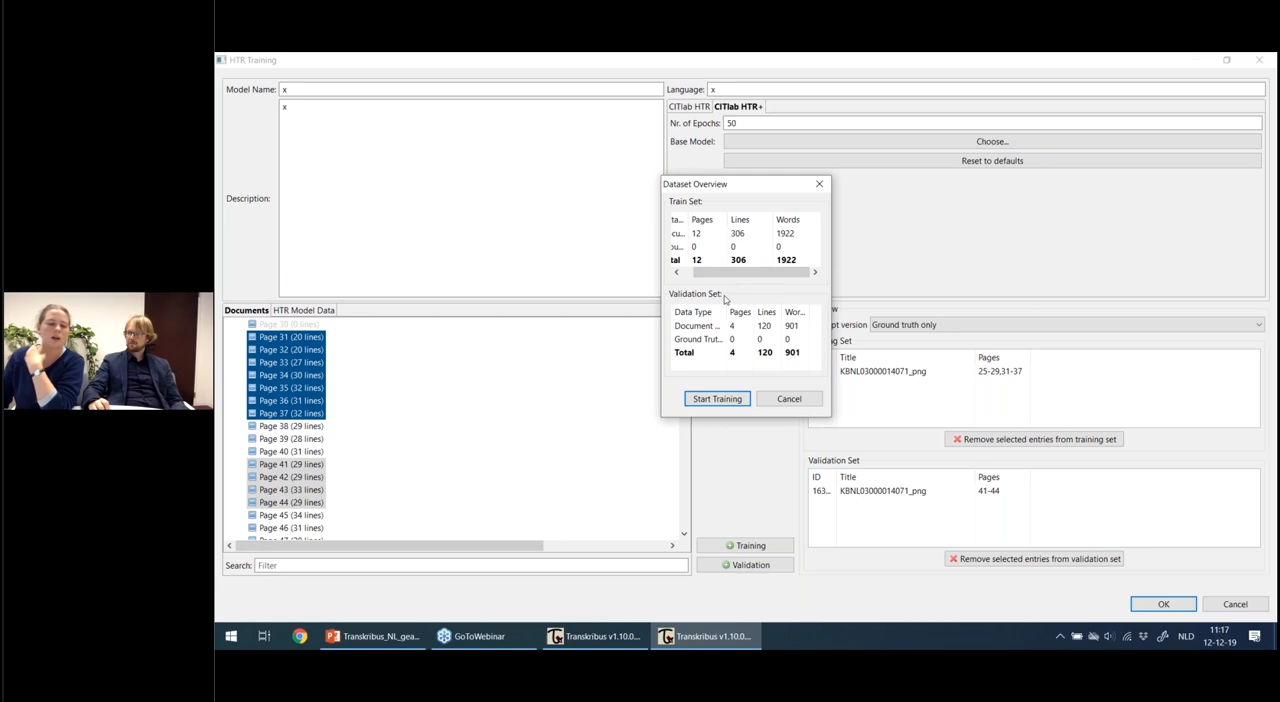 HTR Training
Model Name: x
Language: x
x
Description:
CITlab HTR CITlab HTR+
Nr. of Epochs: 50
Base Model: Choose...
Reset to defaults
Dataset Overview
Train Set:
ta... Pages Lines Words
cu... 12 306 1922
ou... 0 0 0
tal 12 306 1922
Validation Set:
Data Type Pages Lines Wor...
Document ... 4 120 901
Ground Trut... 0 0 0
Total 4 120 901
Start Training Cancel
Documents HTR Model Data
Page 30 (0 lines)
Page 31 (20 lines)
Page 32 (20 lines)
Page 33 (27 lines)
Page 34 (30 lines)
Page 35 (32 lines)
Page 36 (31 lines)
Page 37 (32 lines)
Page 38 (29 lines)
Page 39 (28 lines)
Page 40 (31 lines)
Page 41 (29 lines)
Page 42 (29 lines)
Page 43 (33 lines)
Page 44 (29 lines)
Page 45 (34 lines)
Page 46 (31 lines)
Search: Filter
Training
Validation
w
pt version Ground truth only
ng Set
Title Pages
KBNL03000014071_png 25-29,31-37
Remove selected entries from training set
Validation Set
ID Title Pages
163... KBNL03000014071_png 41-44
Remove selected entries from validation set
OK Cancel
Transkribus_NL_gea...
GoToWebinar
Transkribus v1.10.0...
Transkribus v1.10.0...
NLD
11:17
12-12-19